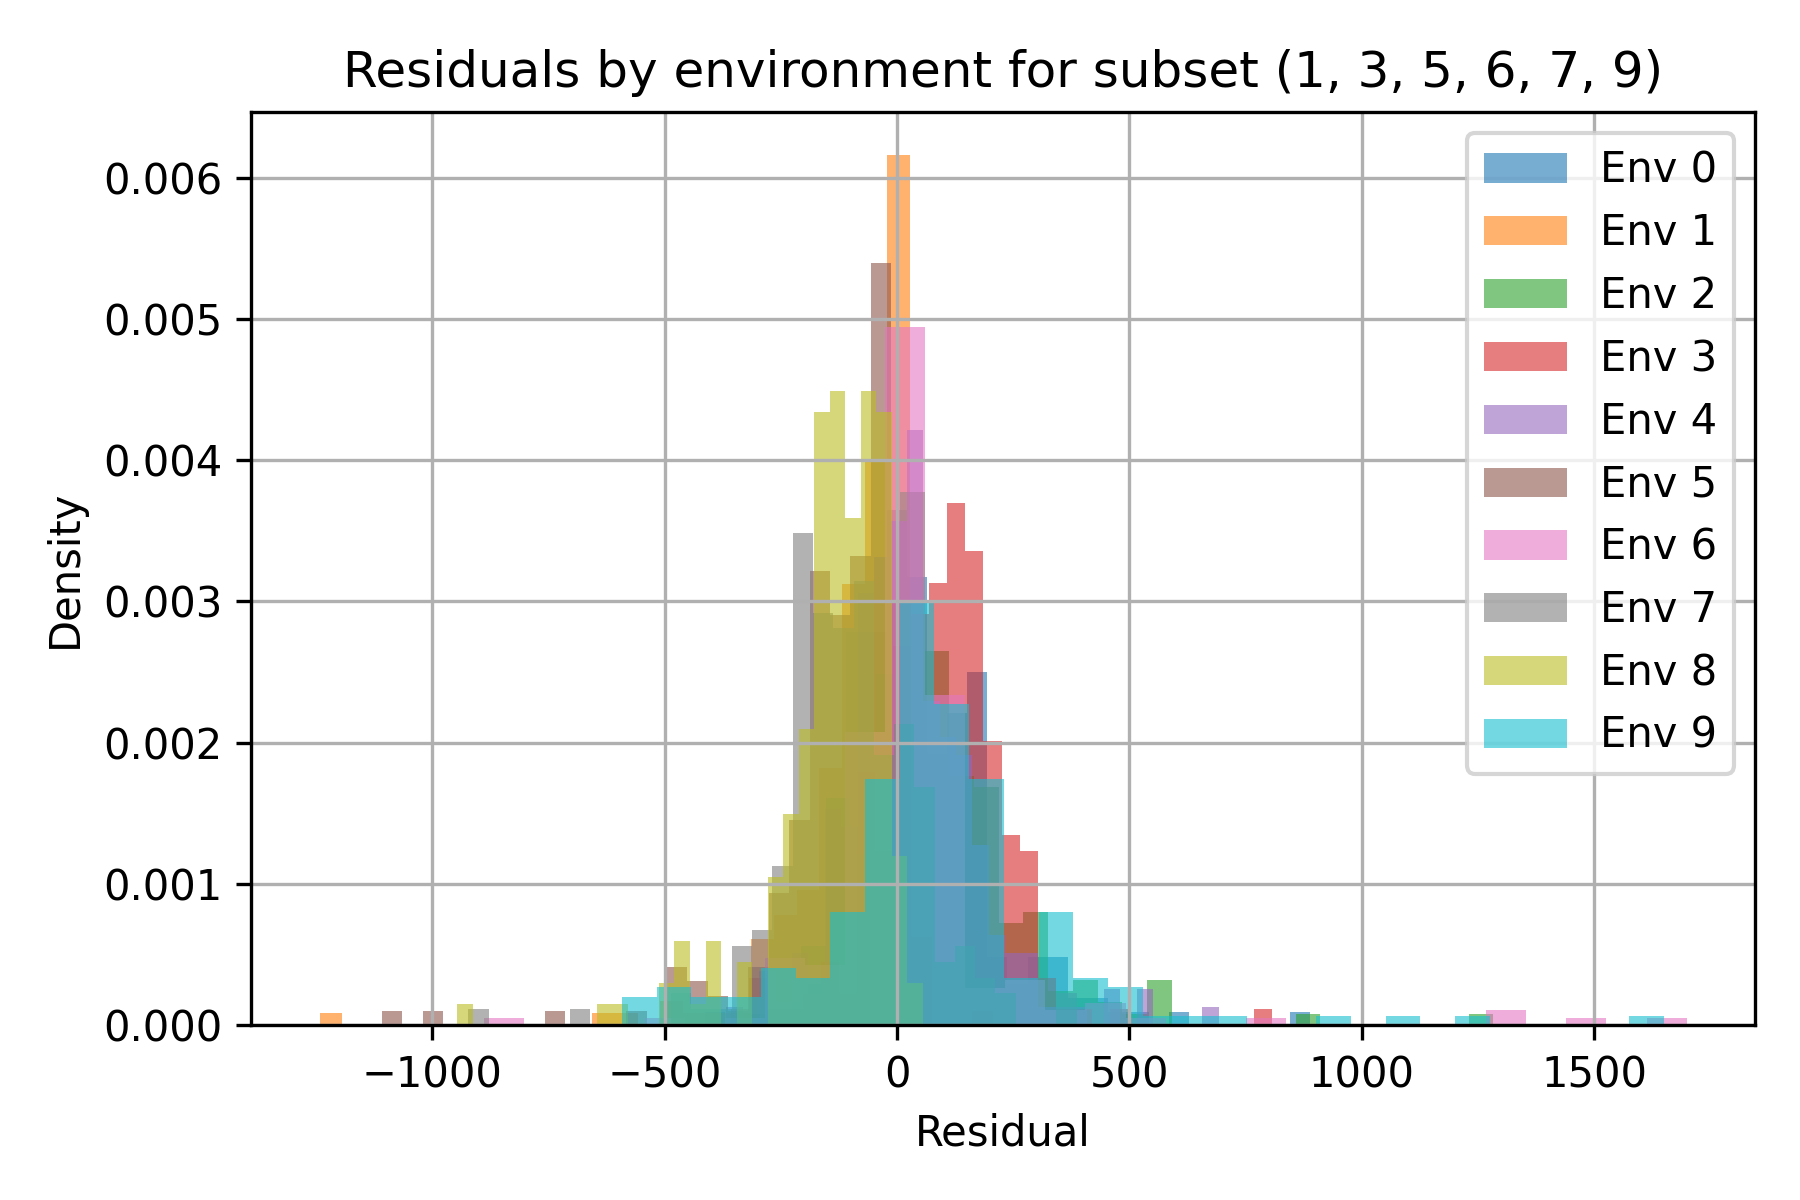 Residuals by environment for subset (1, 3, 5, 6, 7, 9)
Density
0.006
0.005
0.004
0.003
0.002
0.001
0.000
−1000
−500
0
500
1000
1500
Residual
Env 0
Env 1
Env 2
Env 3
Env 4
Env 5
Env 6
Env 7
Env 8
Env 9